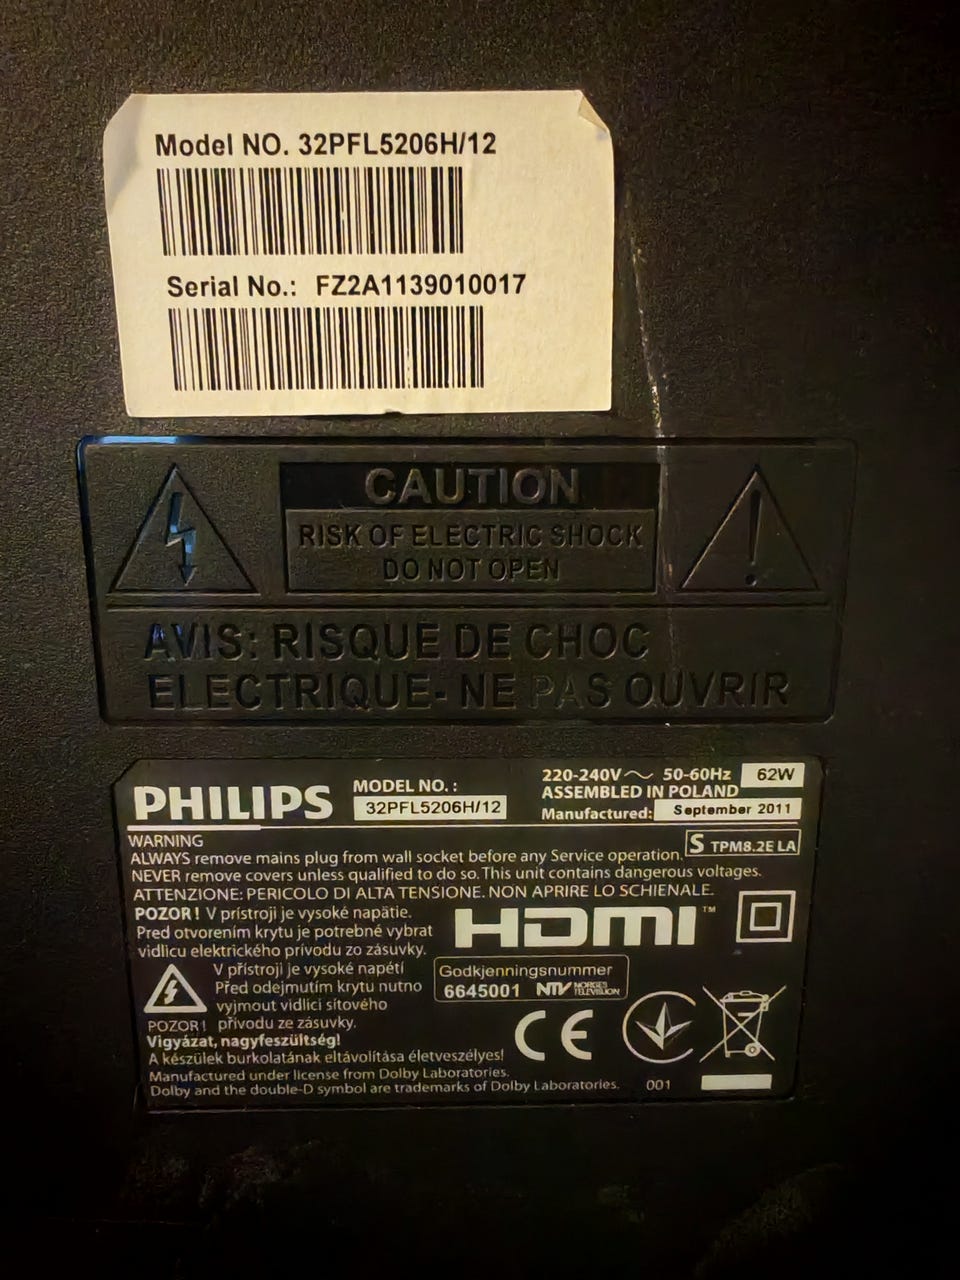 Model NO. 32PFL5206H/12
Serial No.: FZ2A1139010017
CAUTION
RISK OF ELECTRIC SHOCK
DO NOT OPEN
AVIS: RISQUE DE CHOC
ELECTRIQUE- NE PAS OUVRIR
PHILIPS
MODEL NO. :
32PFL5206H/12
220-240V ~ 50-60Hz 62W
ASSEMBLED IN POLAND
Manufactured: September 2011
WARNING
S TPM8.2E LA
ALWAYS remove mains plug from wall socket before any Service operation.
NEVER remove covers unless qualified to do so. This unit contains dangerous voltages.
ATTENZIONE: PERICOLO DI ALTA TENSIONE. NON APRIRE LO SCHIENALE.
POZOR! V prístroji je vysoké napätie.
Pred otvorením krytu je potrebné vybrat
vidlicu elektrického prívodu zo zásuvky.
HDMI™
V přístroji je vysoké napětí
Před odejmutím krytu nutno
vyjmout vidlici síťového
POZOR! přívodu ze zásuvky.
Godkjenningsnummer
6645001 NTV NORGES
TELEVISJON
CE
Vigyázat, nagyfeszültség!
A készülek burkolatának eltávolítása életveszélyes!
Manufactured under license from Dolby Laboratories.
Dolby and the double-D symbol are trademarks of Dolby Laboratories.
001